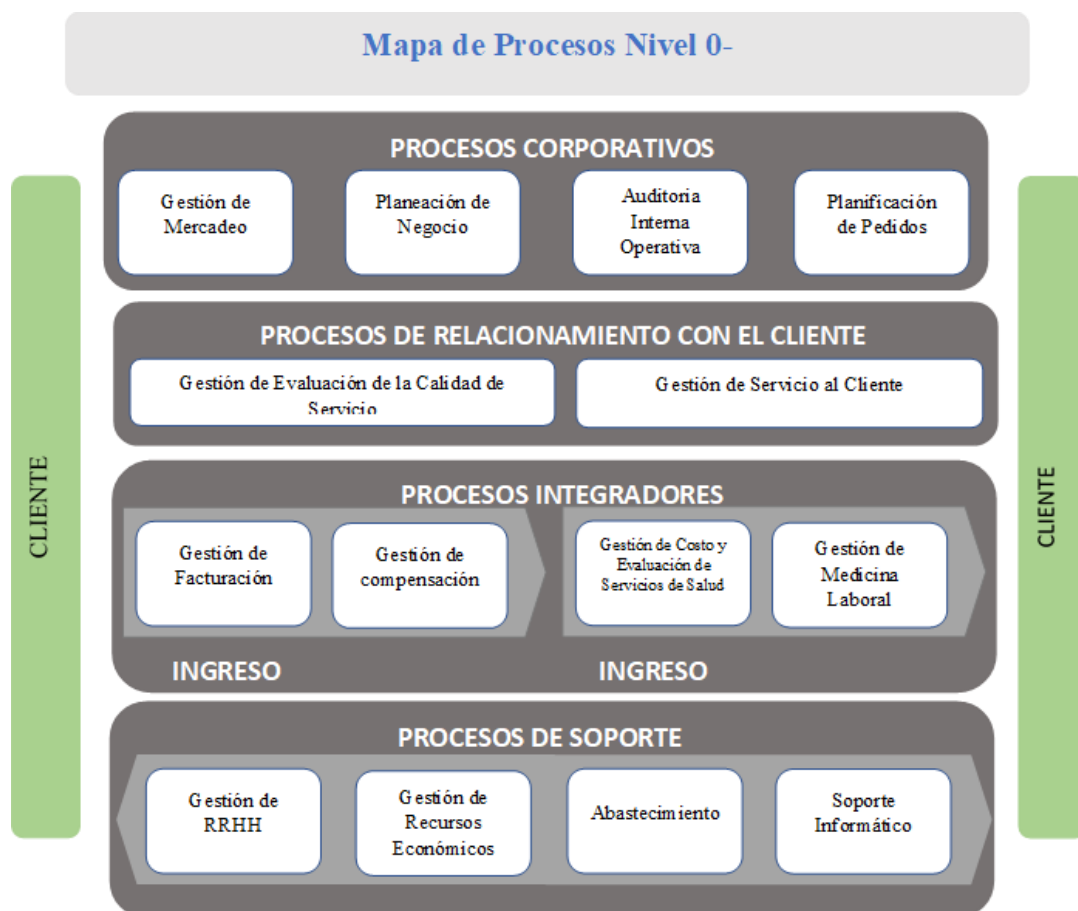 Mapa de Procesos Nivel 0-
PROCESOS CORPORATIVOS
Gestión de
Mercadeo
Planeación de
Negocio
Auditoria
Interna
Operativa
Planificación
de Pedidos
PROCESOS DE RELACIONAMIENTO CON EL CLIENTE
Gestión de Evaluación de la Calidad de
Servicio
Gestión de Servicio al Cliente
CLIENTE
CLIENTE
PROCESOS INTEGRADORES
Gestión de
Facturación
Gestión de
compensación
Gestión de Costo y
Evaluación de
Servicios de Salud
Gestión de
Medicina
Laboral
INGRESO
INGRESO
PROCESOS DE SOPORTE
Gestión de
RRHH
Gestión de
Recursos
Económicos
Abastecimiento
Soporte
Informático